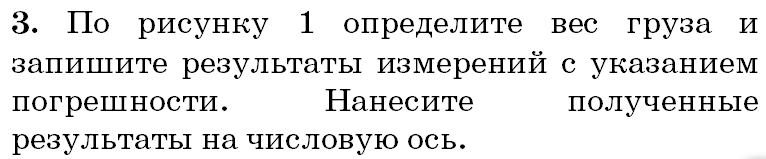 3. По рисунку 1 определите вес груза и
запишите результаты измерений с указанием
погрешности. Нанесите полученные
результаты на числовую ось.